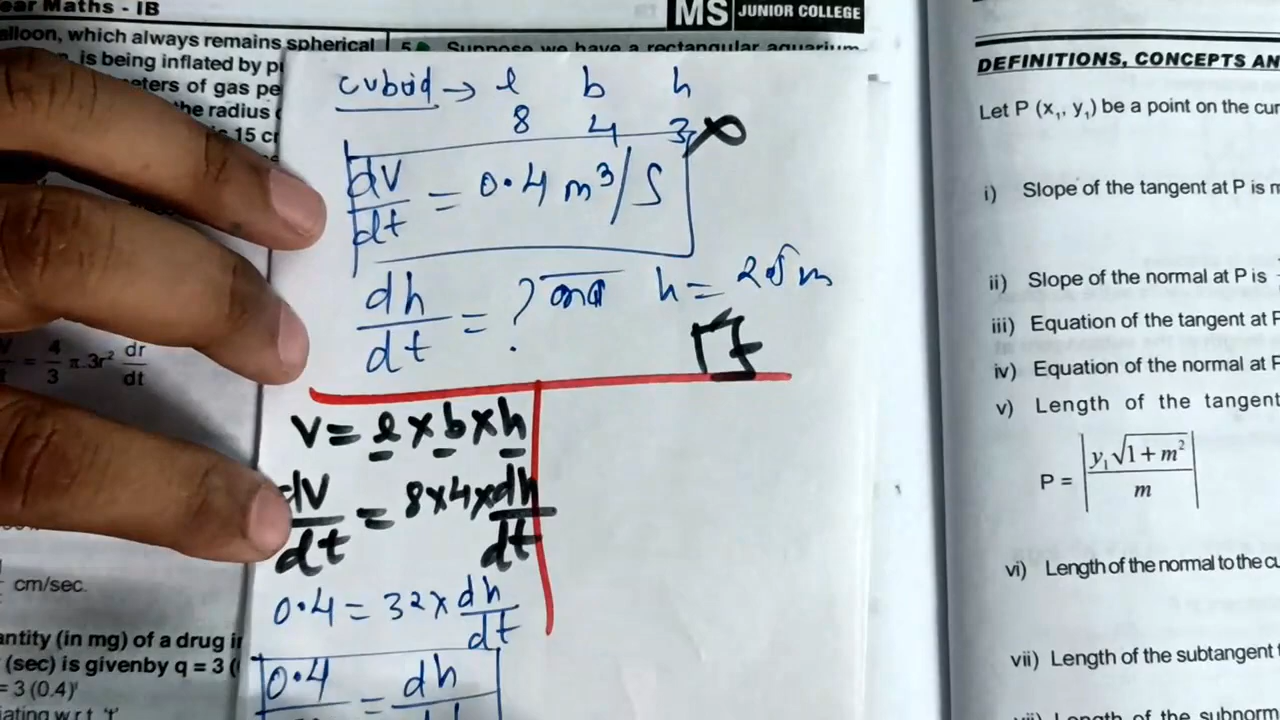 ear Maths - IB
MS JUNIOR COLLEGE
alloon, which always remains spherical
is being inflated by p
eters of gas pe
he radius
15 cr
5. Suppose we have a rectangular aquarium
cuboid → l b h
8 4 3
dV/dt = 0.4 m³/S
dh/dt = ? h = 2.5 m
= 4/3 π.3r² dr/dt
V = l × b × h
dV/dt = 8×4× dh/dt
0.4 = 32 × dh/dt
0.4 = dh
cm/sec.
antity (in mg) of a drug i
(sec) is givenby q = 3 (
= 3 (0.4)
iating w.r.t. 't'
DEFINITIONS, CONCEPTS AN
Let P (x₁, y₁) be a point on the cur
i) Slope of the tangent at P is m
ii) Slope of the normal at P is
iii) Equation of the tangent at P
iv) Equation of the normal at P
v) Length of the tangent
P = |y₁√(1+m²)/m|
vi) Length of the normal to the cu
vii) Length of the subtangent
Length of the subnorm